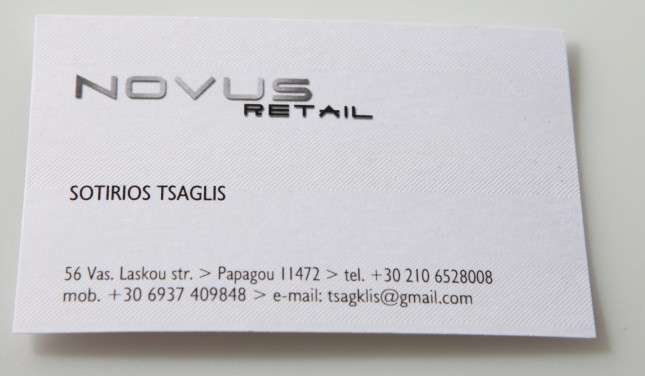 NOVUS
RETAIL
SOTIRIOS TSAGLIS
56 Vas. Laskou str. > Papagou 11472 > tel. +30 210 6528008
mob. +30 6937 409848 > e-mail: tsagklis@gmail.com